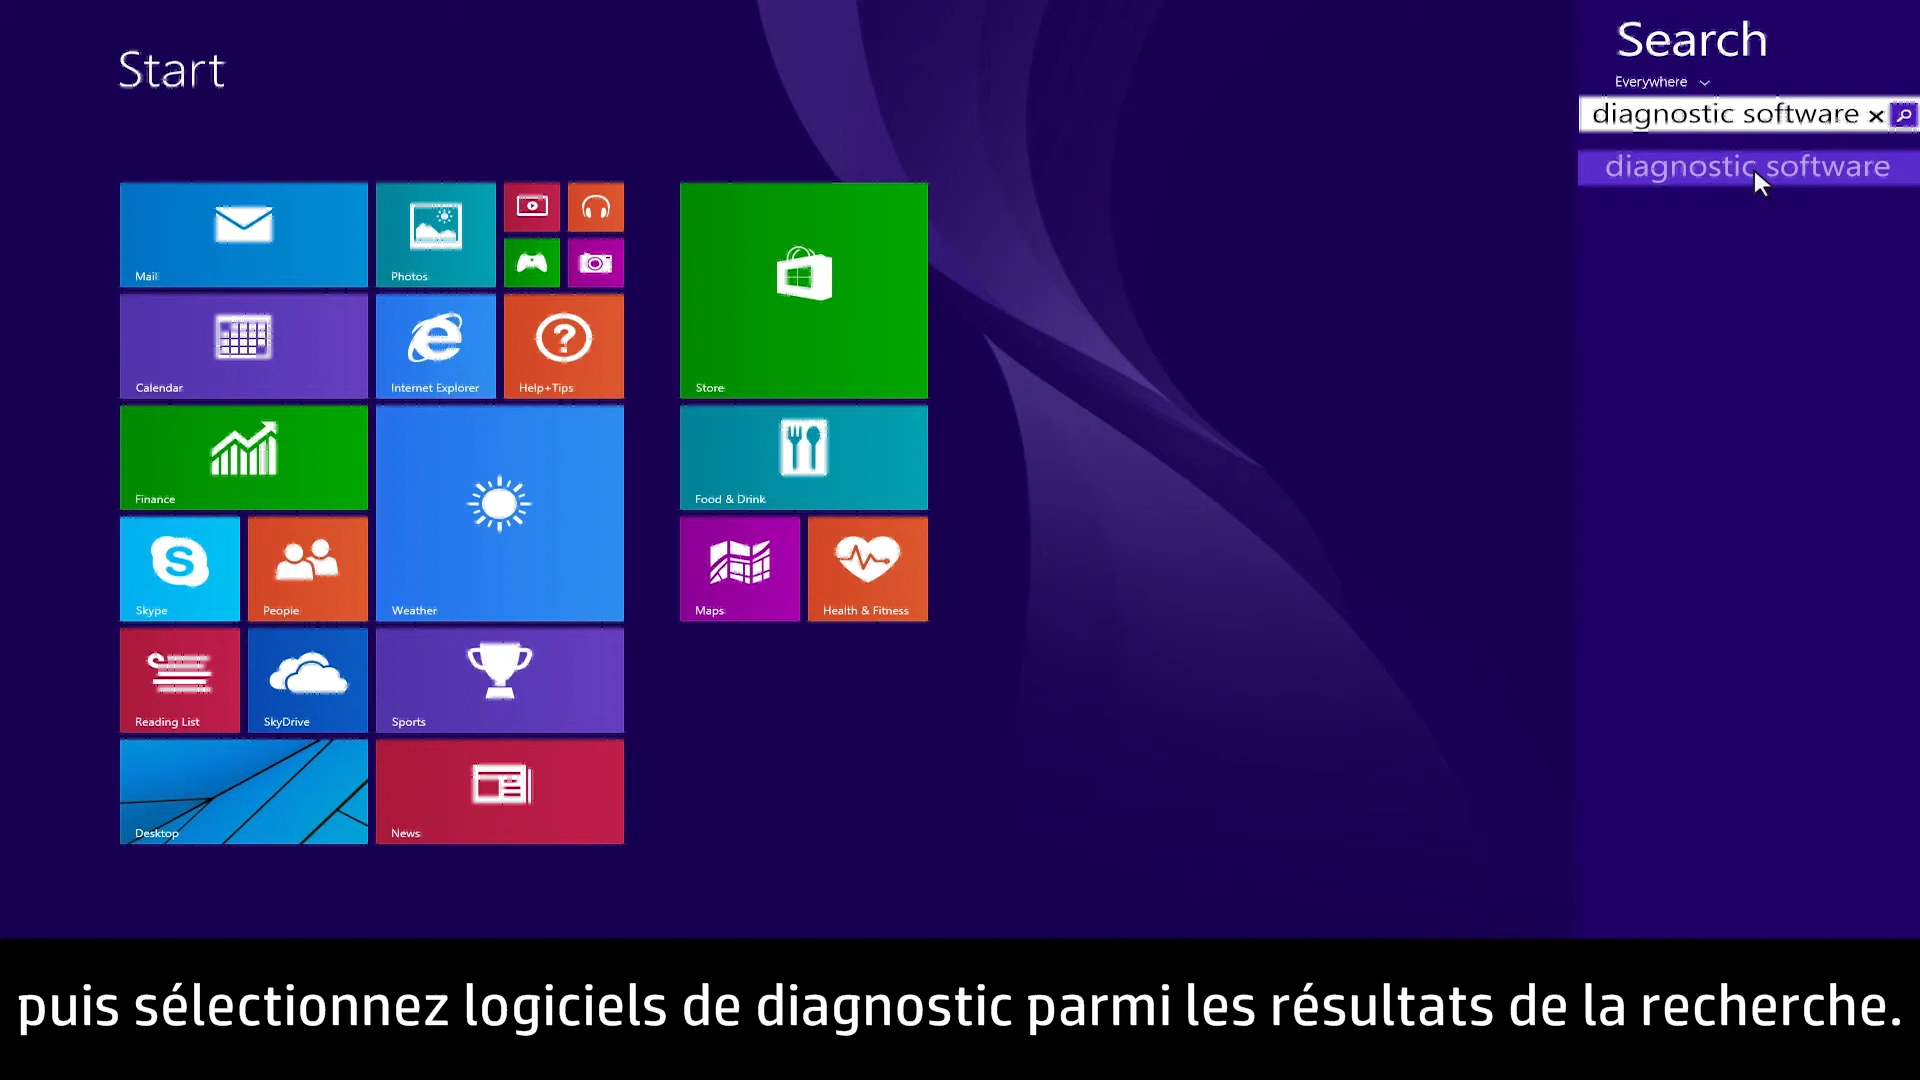 Start
Search
Everywhere
diagnostic software
diagnostic software
Mail
Photos
Calendar
Internet Explorer
Help+Tips
Store
Finance
Food & Drink
Skype
People
Weather
Maps
Health & Fitness
Reading List
SkyDrive
Sports
Desktop
News
puis sélectionnez logiciels de diagnostic parmi les résultats de la recherche.